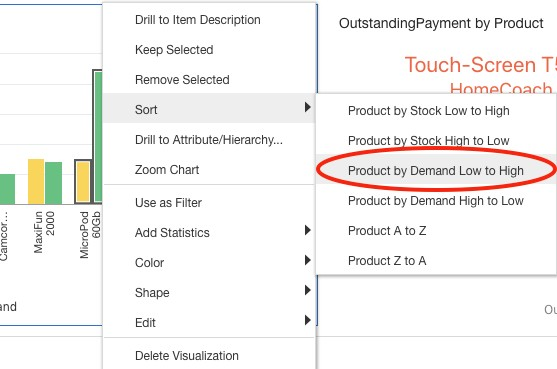 Drill to Item Description
Keep Selected
Remove Selected
Sort
Drill to Attribute/Hierarchy...
Zoom Chart
Use as Filter
Add Statistics
Color
Shape
Edit
Delete Visualization
Product by Stock Low to High
Product by Stock High to Low
Product by Demand Low to High
Product by Demand High to Low
Product A to Z
Product Z to A
OutstandingPayment by Product
Touch-Screen T5
HomeCoach
Camcor...
MaxiFun
2000
MicroPod
60Gb
and
Ou